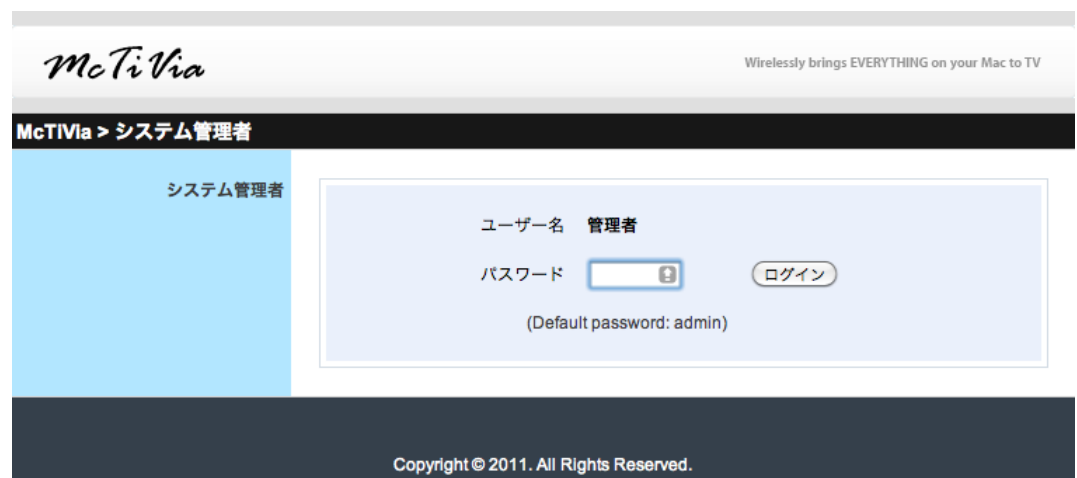 McTiVia
Wirelessly brings EVERYTHING on your Mac to TV
McTiVia > システム管理者
システム管理者
ユーザー名 管理者
パスワード
ログイン
(Default password: admin)
Copyright © 2011. All Rights Reserved.